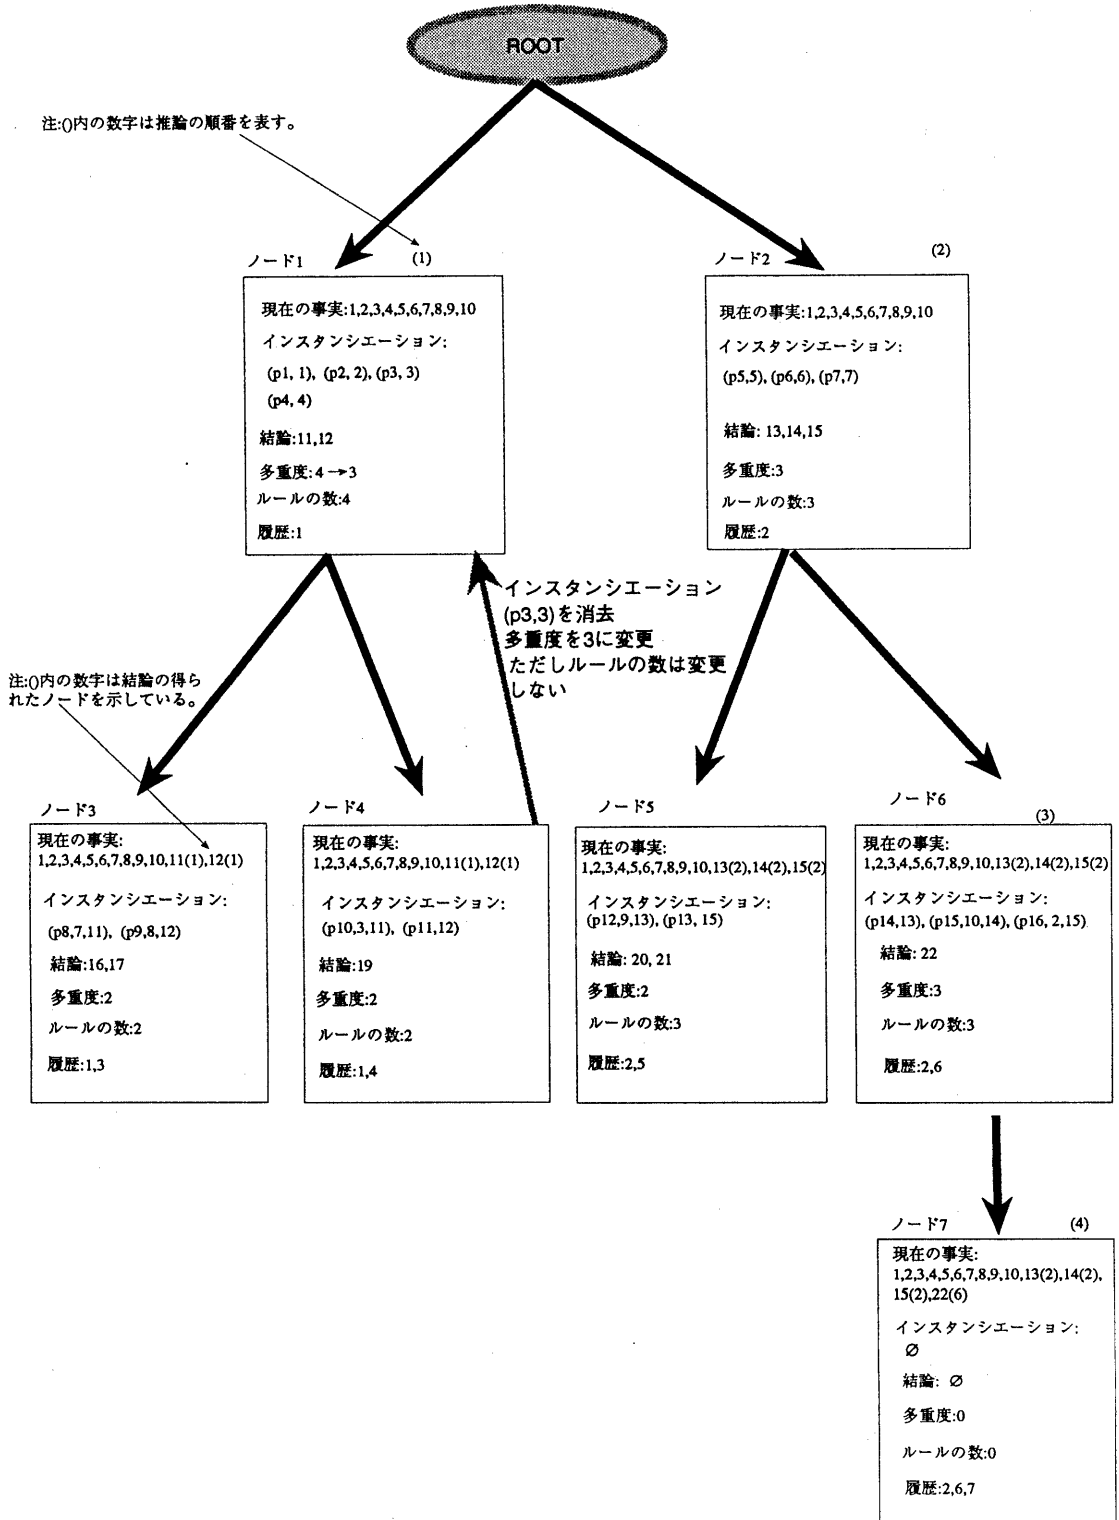 ROOT
注:()内の数字は推論の順番を表す。
ノード1
(1)
現在の事実:1,2,3,4,5,6,7,8,9,10
インスタンシエーション:
(p1, 1), (p2, 2), (p3, 3)
(p4, 4)
結論:11,12
多重度:4→3
ルールの数:4
履歴:1
ノード2
(2)
現在の事実:1,2,3,4,5,6,7,8,9,10
インスタンシエーション:
(p5,5), (p6,6), (p7,7)
結論: 13,14,15
多重度:3
ルールの数:3
履歴:2
インスタンシエーション
(p3,3)を消去
多重度を3に変更
ただしルールの数は変更
しない
注:()内の数字は結論の得ら
れたノードを示している。
ノード3
現在の事実:
1,2,3,4,5,6,7,8,9,10,11(1),12(1)
インスタンシエーション:
(p8,7,11), (p9,8,12)
結論:16,17
多重度:2
ルールの数:2
履歴:1,3
ノード4
現在の事実:
1,2,3,4,5,6,7,8,9,10,11(1),12(1)
インスタンシエーション:
(p10,3,11), (p11,12)
結論:19
多重度:2
ルールの数:2
履歴:1,4
ノード5
現在の事実:
1,2,3,4,5,6,7,8,9,10,13(2),14(2),15(2)
インスタンシエーション:
(p12,9,13), (p13, 15)
結論: 20, 21
多重度:2
ルールの数:3
履歴:2,5
ノード6
(3)
現在の事実:
1,2,3,4,5,6,7,8,9,10,13(2),14(2),15(2)
インスタンシエーション:
(p14,13), (p15,10,14), (p16, 2,15)
結論: 22
多重度:3
ルールの数:3
履歴:2,6
ノード7
(4)
現在の事実:
1,2,3,4,5,6,7,8,9,10,13(2),14(2),
15(2),22(6)
インスタンシエーション:
∅
結論: ∅
多重度:0
ルールの数:0
履歴:2,6,7